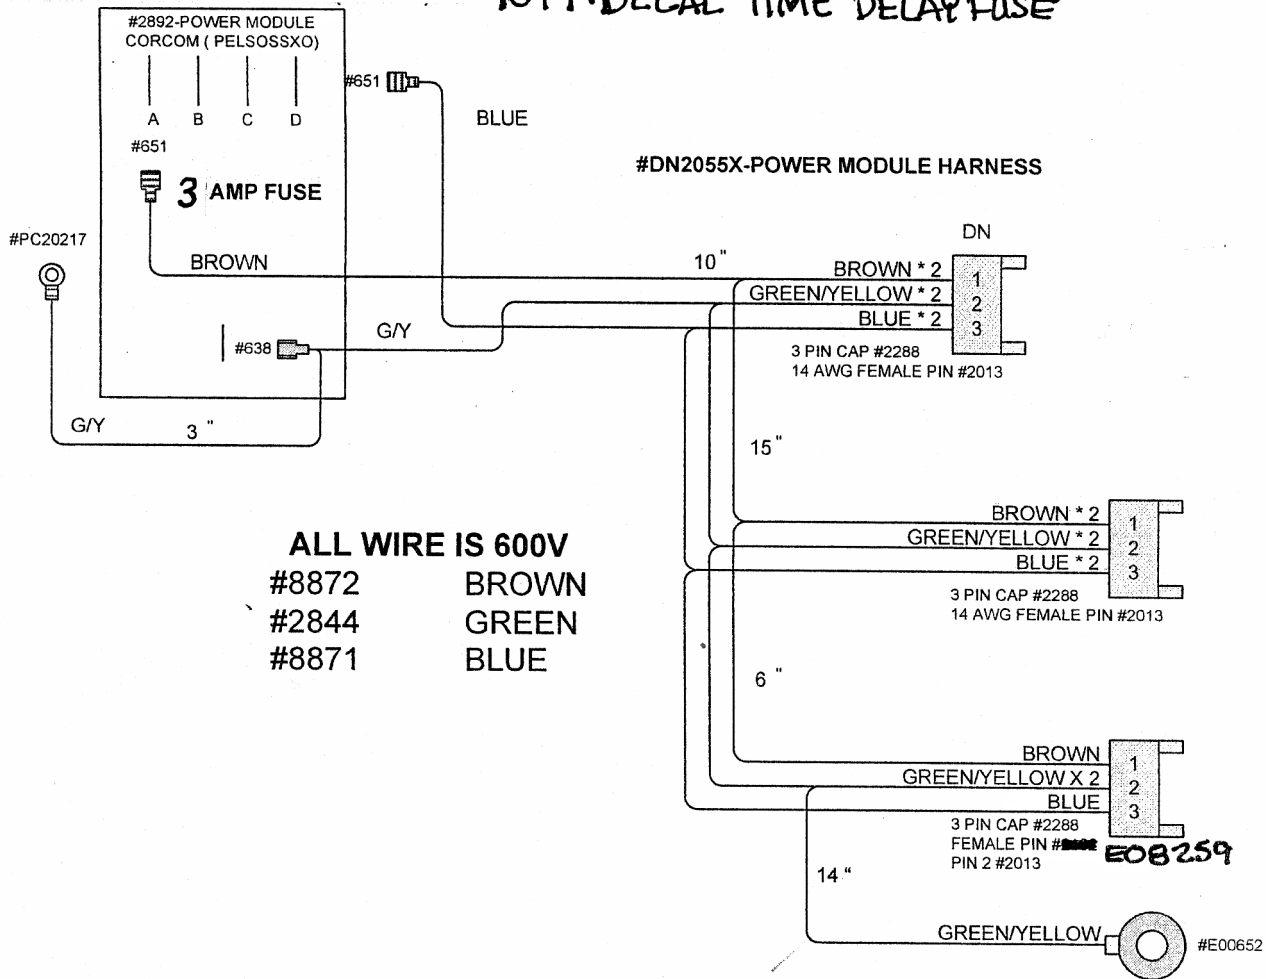 DECAL TIME DELAY FUSE
#2892-POWER MODULE
CORCOM ( PELSOSSXO)
A B C D
#651
#651
BLUE
3 AMP FUSE
#DN2055X-POWER MODULE HARNESS
#PC20217
BROWN
10 "
DN
BROWN * 2
GREEN/YELLOW * 2
BLUE * 2
1
2
3
G/Y
#638
3 PIN CAP #2288
14 AWG FEMALE PIN #2013
G/Y
3 "
15 "
BROWN * 2
GREEN/YELLOW * 2
BLUE * 2
1
2
3
3 PIN CAP #2288
14 AWG FEMALE PIN #2013
ALL WIRE IS 600V
#8872 BROWN
#2844 GREEN
#8871 BLUE
6 "
BROWN
GREEN/YELLOW X 2
BLUE
1
2
3
3 PIN CAP #2288
FEMALE PIN # E08259
PIN 2 #2013
14 "
GREEN/YELLOW
#E00652